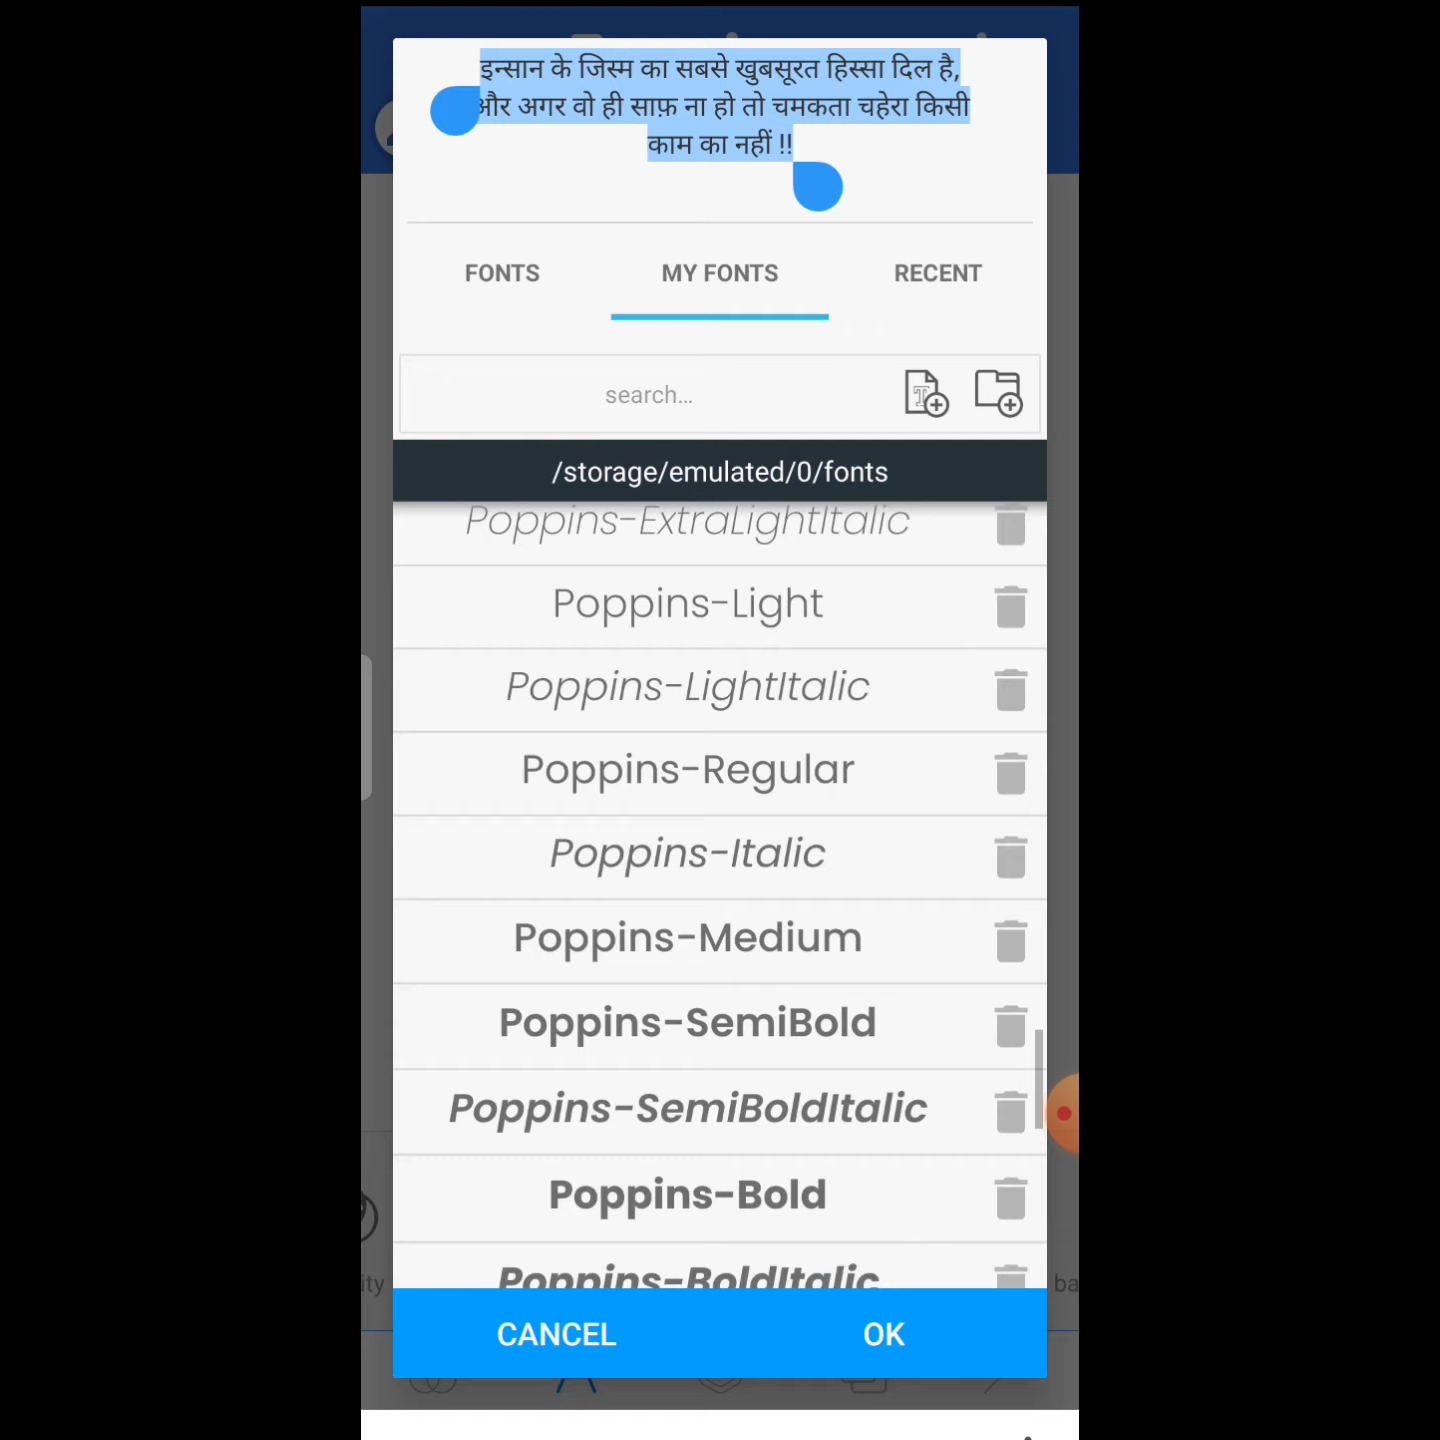 इन्सान के जिस्म का सबसे खुबसूरत हिस्सा दिल है,
और अगर वो ही साफ़ ना हो तो चमकता चहेरा किसी
काम का नहीं !!
FONTS MY FONTS RECENT
search...
/storage/emulated/0/fonts
Poppins-ExtraLightItalic
Poppins-Light
Poppins-LightItalic
Poppins-Regular
Poppins-Italic
Poppins-Medium
Poppins-SemiBold
Poppins-SemiBoldItalic
Poppins-Bold
Poppins-BoldItalic
CANCEL OK